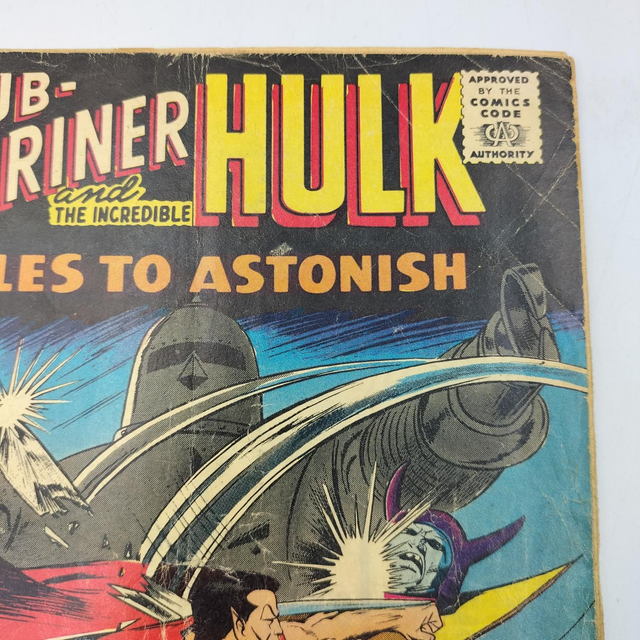 UB-
RINER
and
THE INCREDIBLE
HULK
APPROVED
BY THE
COMICS
CODE
CA
AUTHORITY
LES TO ASTONISH